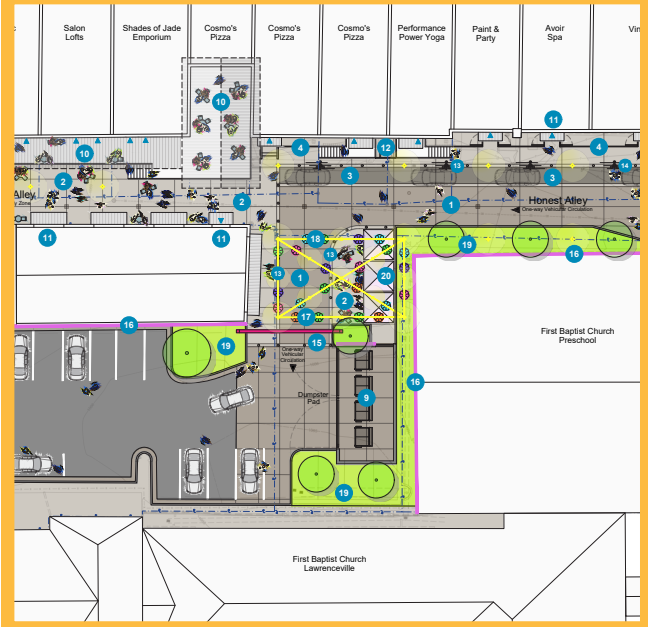 Salon
Lofts
Shades of Jade
Emporium
Cosmo's
Pizza
Cosmo's
Pizza
Cosmo's
Pizza
Performance
Power Yoga
Paint &
Party
Avoir
Spa
Vin
10
11
4
12
4
10
13
14
2
3
3
2
Alley
y Zone
1
Honest Alley
One-way Vehicular Circulation
11
11
18
13
19
16
13
1
20
2
17
16
15
19
One-way
Vehicular
Circulation
First Baptist Church
Preschool
16
Dumpster
Pad
9
19
First Baptist Church
Lawrenceville